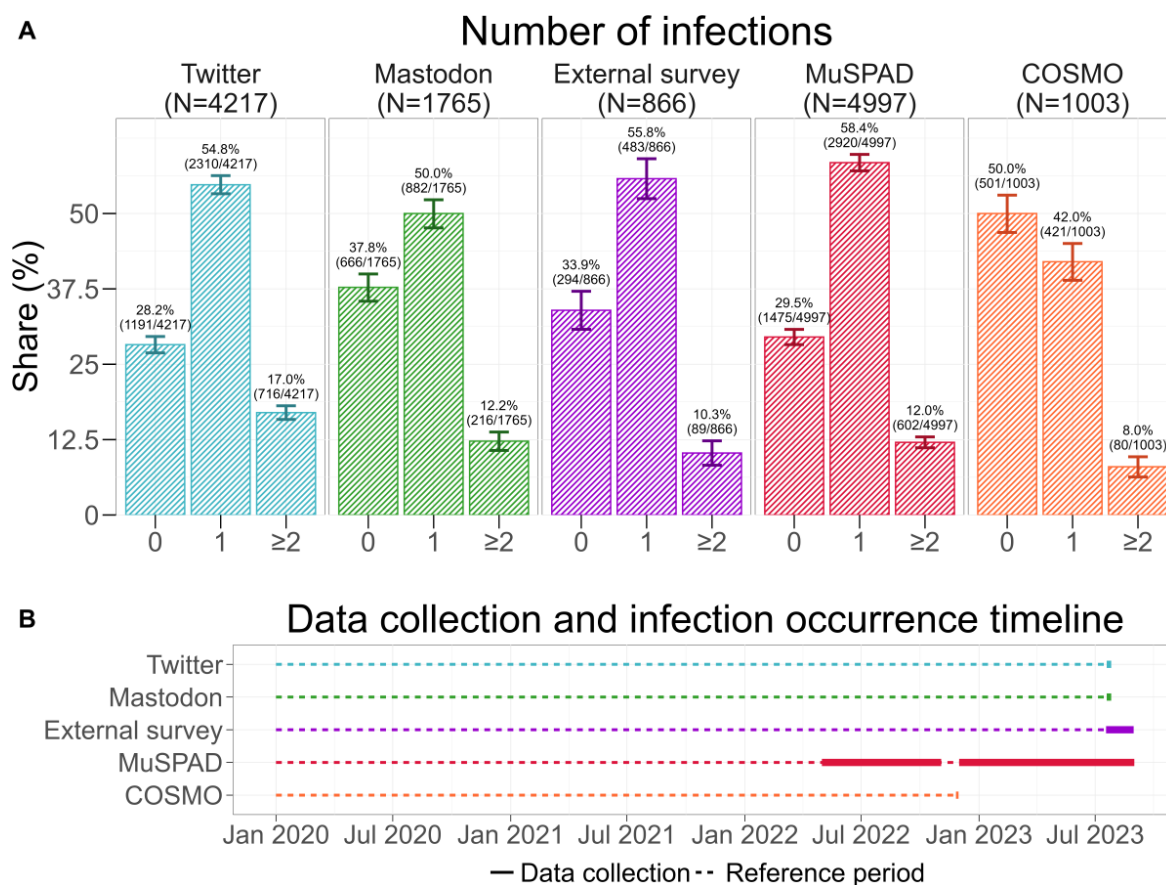 A
Number of infections
Twitter
(N=4217)
Mastodon
(N=1765)
External survey
(N=866)
MuSPAD
(N=4997)
COSMO
(N=1003)
Share (%)
50
37.5
25
12.5
0
28.2%
(1191/4217)
54.8%
(2310/4217)
17.0%
(716/4217)
37.8%
(666/1765)
50.0%
(882/1765)
12.2%
(216/1765)
33.9%
(294/866)
55.8%
(483/866)
10.3%
(89/866)
29.5%
(1475/4997)
58.4%
(2920/4997)
12.0%
(602/4997)
50.0%
(501/1003)
42.0%
(421/1003)
8.0%
(80/1003)
0 1 ≥2 0 1 ≥2 0 1 ≥2 0 1 ≥2 0 1 ≥2
B
Data collection and infection occurrence timeline
Twitter
Mastodon
External survey
MuSPAD
COSMO
Jan 2020 Jul 2020 Jan 2021 Jul 2021 Jan 2022 Jul 2022 Jan 2023 Jul 2023
Data collection Reference period